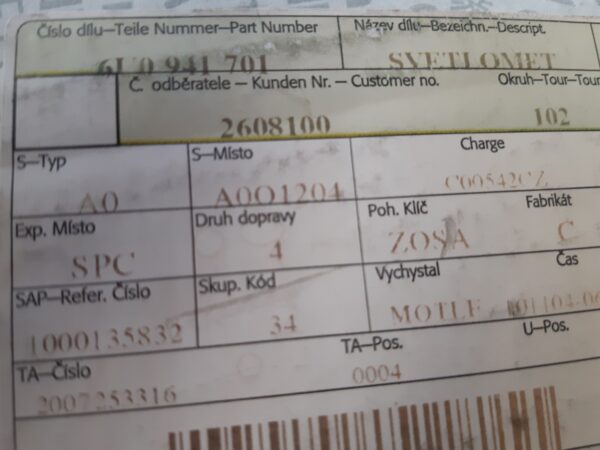 Číslo dílu—Teile Nummer—Part Number
Název dílu—Bezeichn.—Descript.
6U0 941 701
SVETLOMET
Č. odběratele — Kunden Nr. — Customer no.
Okruh—Tour—Tour
2608100
102
S—Typ
S—Místo
Charge
A0
A001204
C00542CZ
Exp. Místo
Druh dopravy
Poh. Klíč
Fabrikát
SPC
4
ZOSA
C
SAP—Refer. Číslo
Skup. Kód
Vychystal
Čas
1000135832
34
MOTLE
TA—Číslo
TA—Pos.
U—Pos.
2007253316
0004